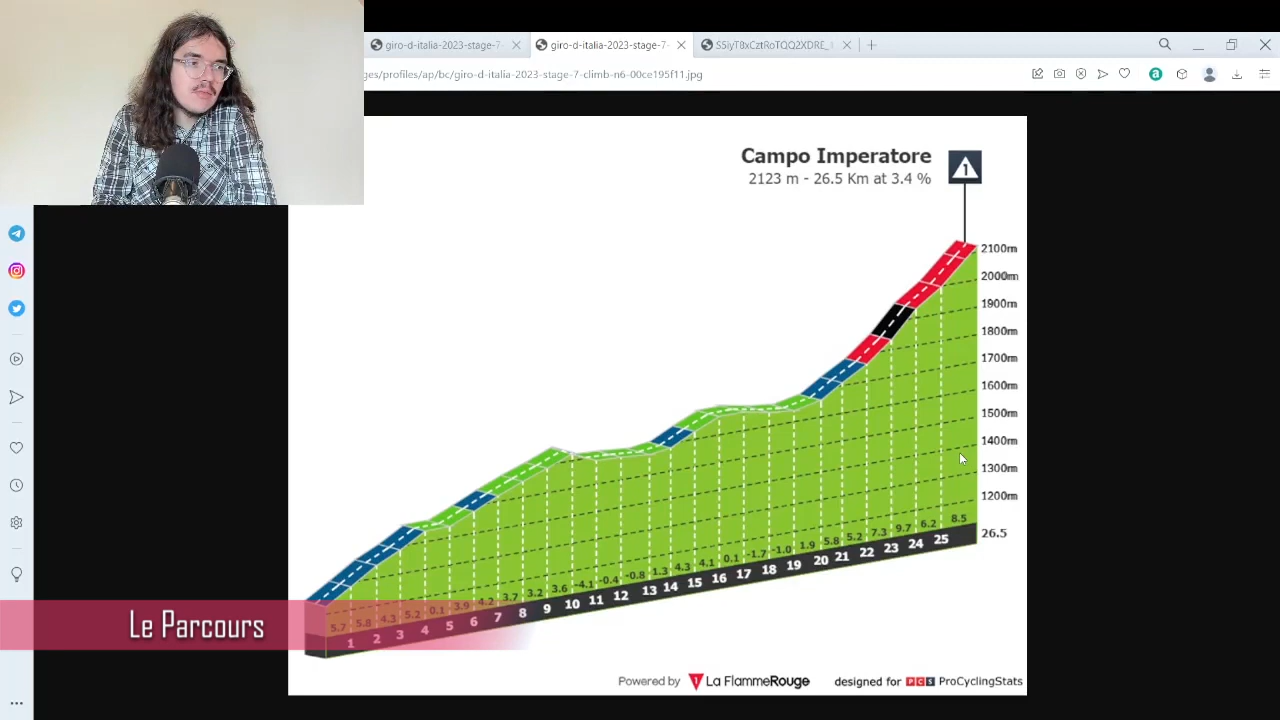 giro-d-italia-2023-stage-7-
giro-d-italia-2023-stage-7-
S5iyT8xCztRoTQQ2XDRE_1
ges/profiles/ap/bc/giro-d-italia-2023-stage-7-climb-n6-00ce195f11.jpg
a
Campo Imperatore
2123 m - 26.5 Km at 3.4 %
1
2100m
2000m
1900m
1800m
1700m
1600m
1500m
1400m
1300m
1200m
26.5
5.7 5.8 4.3 5.2 0.1 3.9 4.2 3.7 3.2 3.6 -4.1 -0.4 -0.8 1.3 4.3 4.1 0.1 -1.7 -1.0 1.9 5.8 5.2 7.3 9.7 6.2 8.5
1 2 3 4 5 6 7 8 9 10 11 12 13 14 15 16 17 18 19 20 21 22 23 24 25
Le Parcours
Powered by 1 La FlammeRouge designed for PCS ProCyclingStats